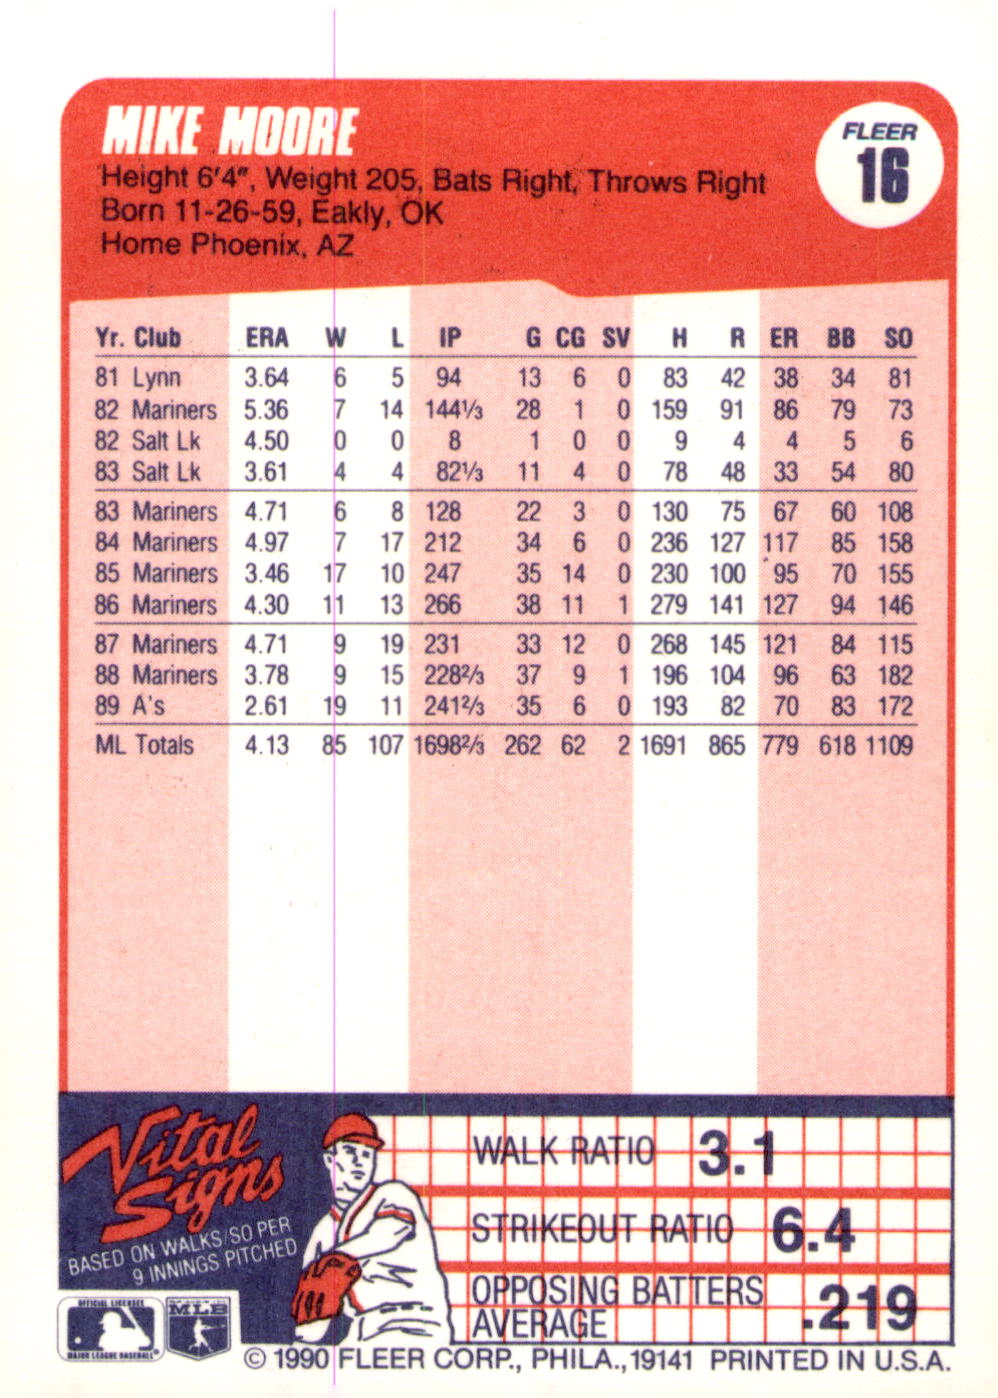 MIKE MOORE
FLEER
16
Height 6'4", Weight 205, Bats Right, Throws Right
Born 11-26-59, Eakly, OK
Home Phoenix, AZ
Yr. Club ERA W L IP G CG SV H R ER BB SO
81 Lynn 3.64 6 5 94 13 6 0 83 42 38 34 81
82 Mariners 5.36 7 14 144⅓ 28 1 0 159 91 86 79 73
82 Salt Lk 4.50 0 0 8 1 0 0 9 4 4 5 6
83 Salt Lk 3.61 4 4 82⅓ 11 4 0 78 48 33 54 80
83 Mariners 4.71 6 8 128 22 3 0 130 75 67 60 108
84 Mariners 4.97 7 17 212 34 6 0 236 127 117 85 158
85 Mariners 3.46 17 10 247 35 14 0 230 100 95 70 155
86 Mariners 4.30 11 13 266 38 11 1 279 141 127 94 146
87 Mariners 4.71 9 19 231 33 12 0 268 145 121 84 115
88 Mariners 3.78 9 15 228⅔ 37 9 1 196 104 96 63 182
89 A's 2.61 19 11 241⅔ 35 6 0 193 82 70 83 172
ML Totals 4.13 85 107 1698⅔ 262 62 2 1691 865 779 618 1109
Vital
Signs
BASED ON WALKS/SO PER
9 INNINGS PITCHED
WALK RATIO 3.1
STRIKEOUT RATIO 6.4
OPPOSING BATTERS
AVERAGE .219
OFFICIAL LICENSEE
MAJOR LEAGUE BASEBALL®
MLB
© 1990 FLEER CORP., PHILA., 19141 PRINTED IN U.S.A.